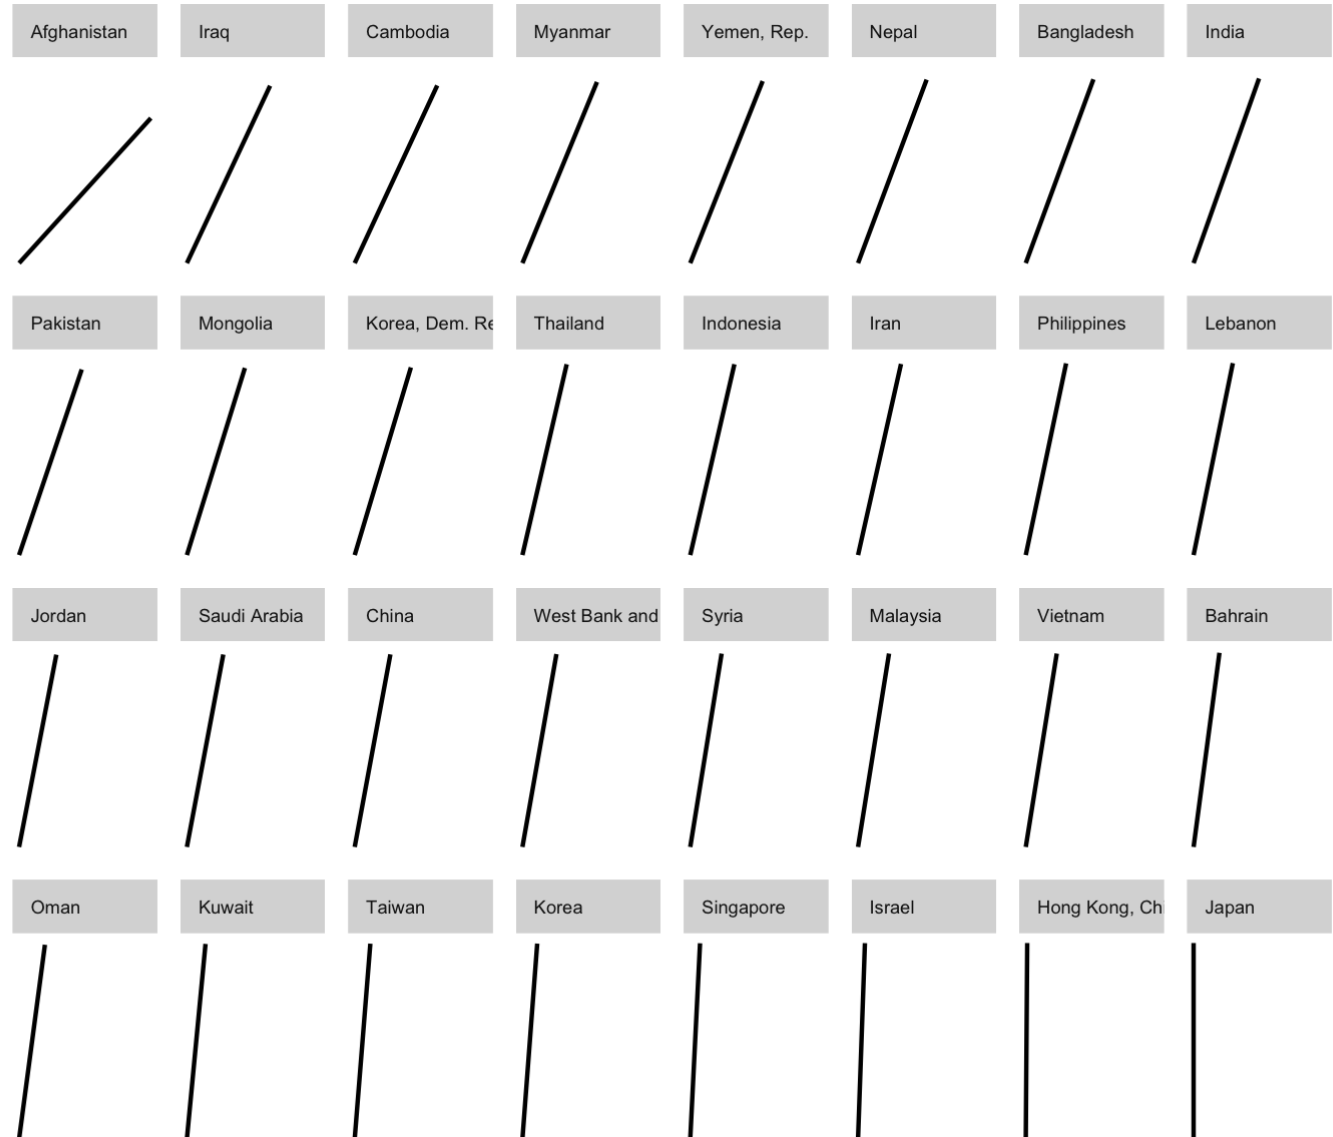 Afghanistan
Iraq
Cambodia
Myanmar
Yemen, Rep.
Nepal
Bangladesh
India
Pakistan
Mongolia
Korea, Dem. Re
Thailand
Indonesia
Iran
Philippines
Lebanon
Jordan
Saudi Arabia
China
West Bank and
Syria
Malaysia
Vietnam
Bahrain
Oman
Kuwait
Taiwan
Korea
Singapore
Israel
Hong Kong, Chi
Japan